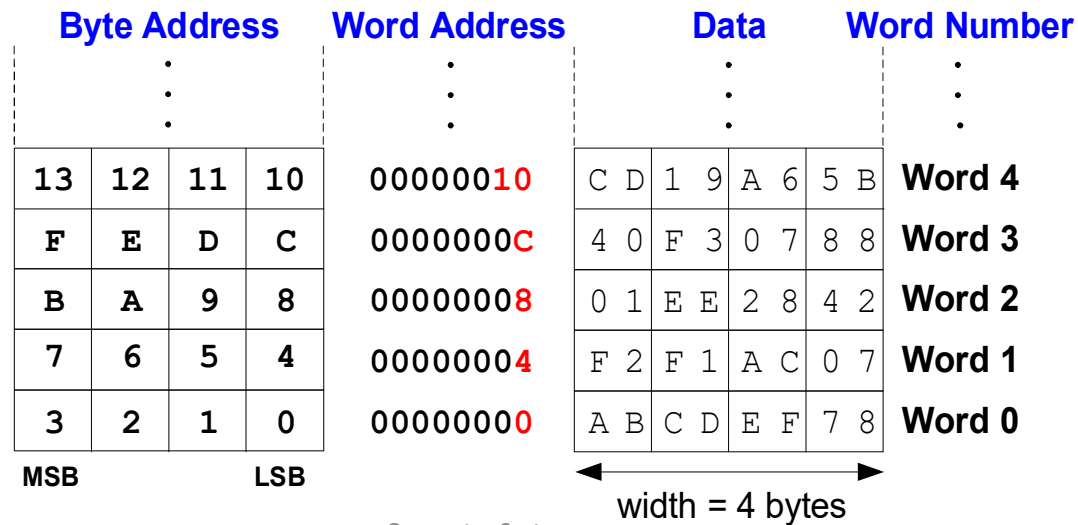 Byte Address Word Address Data Word Number
13 12 11 10 00000010 C D 1 9 A 6 5 B Word 4
F E D C 0000000C 4 0 F 3 0 7 8 8 Word 3
B A 9 8 00000008 0 1 E E 2 8 4 2 Word 2
7 6 5 4 00000004 F 2 F 1 A C 0 7 Word 1
3 2 1 0 00000000 A B C D E F 7 8 Word 0
MSB LSB
width = 4 bytes